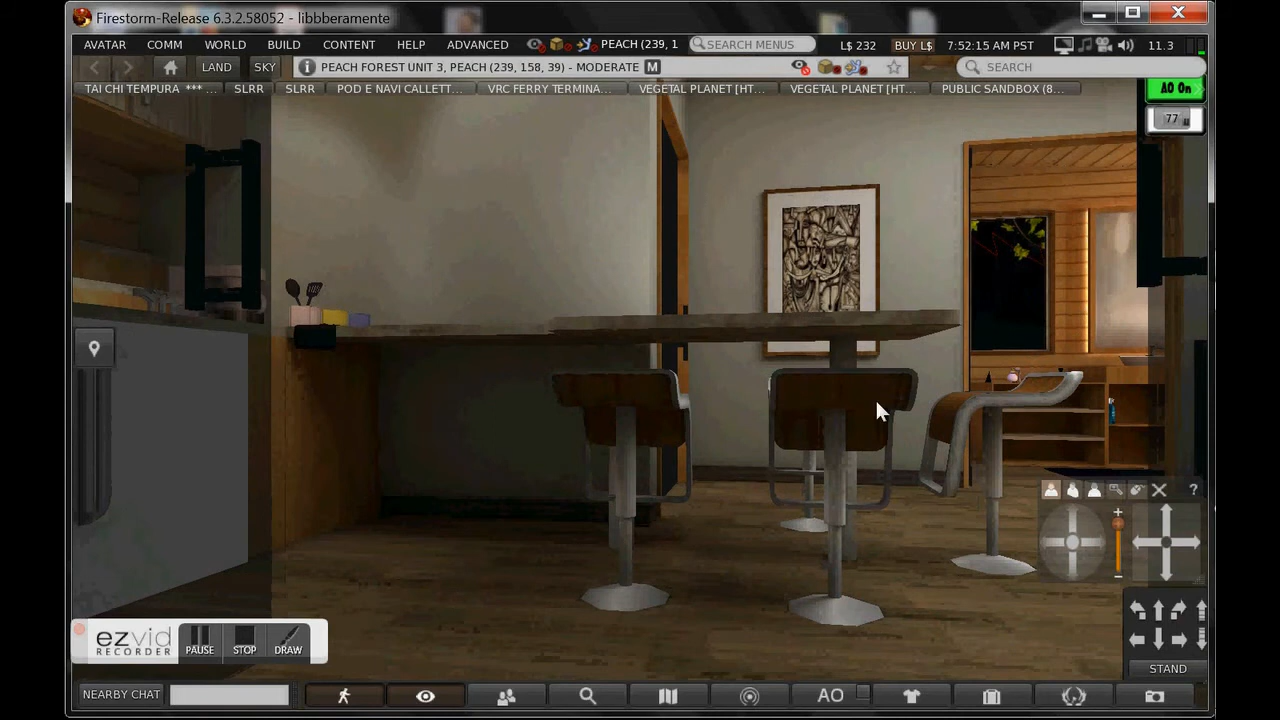 Firestorm-Release 6.3.2.58052 - libbberamente
AVATAR COMM WORLD BUILD CONTENT HELP ADVANCED PEACH (239, 1 SEARCH MENUS L$ 232 BUY L$ 7:52:15 AM PST 11.3
LAND SKY PEACH FOREST UNIT 3, PEACH (239, 158, 39) - MODERATE M SEARCH
TAI CHI TEMPURA *** ... SLRR SLRR POD E NAVI CALLETT... VRC FERRY TERMINA... VEGETAL PLANET [HT... VEGETAL PLANET [HT... PUBLIC SANDBOX (8... AO On
77
?
+
-
ezvid
RECORDER PAUSE STOP DRAW
STAND
NEARBY CHAT AO